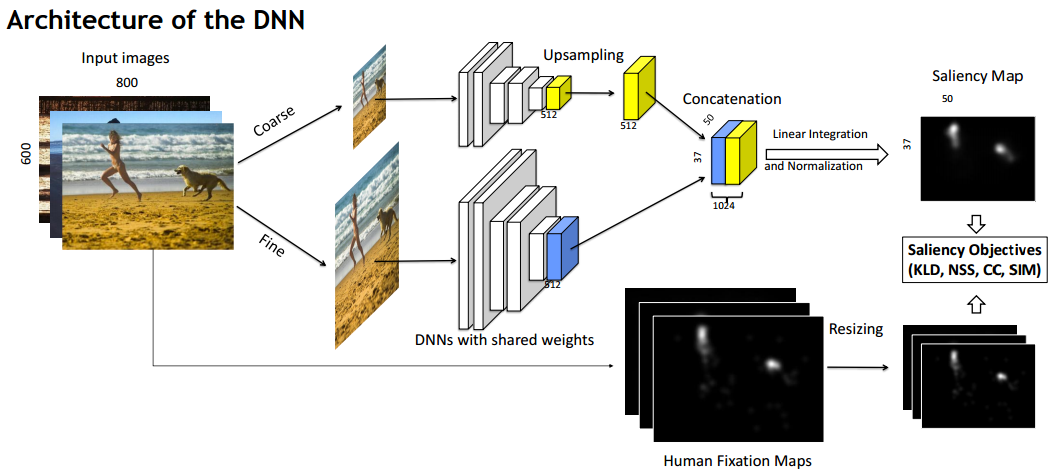 Architecture of the DNN
Input images
800
600
Coarse
Fine
Upsampling
512
512
Concatenation
50
37
1024
512
DNNs with shared weights
Linear Integration
and Normalization
Saliency Map
50
37
Saliency Objectives
(KLD, NSS, CC, SIM)
Resizing
Human Fixation Maps